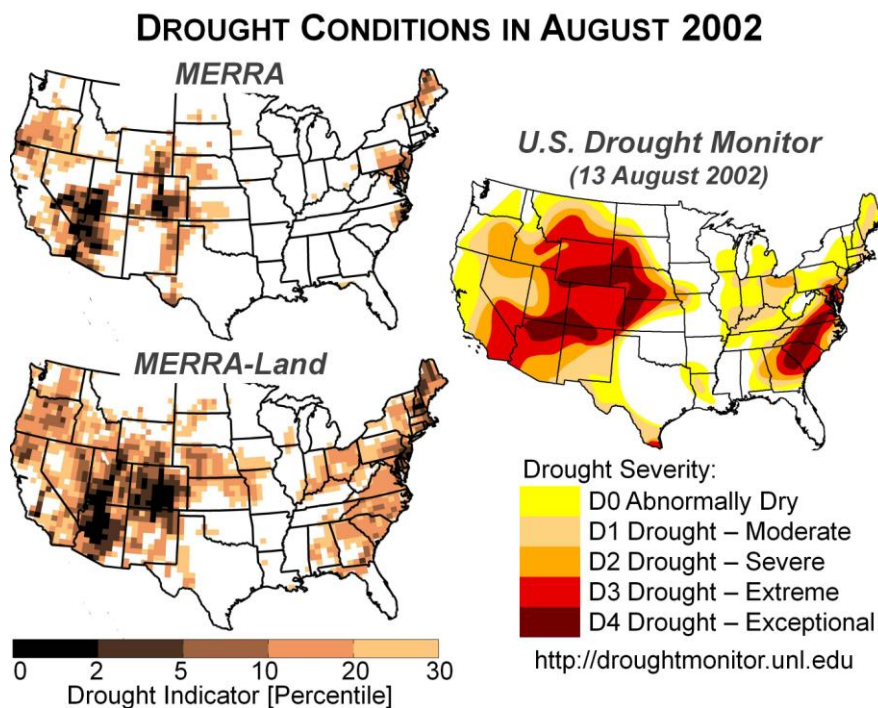 DROUGHT CONDITIONS IN AUGUST 2002
MERRA
U.S. Drought Monitor
(13 August 2002)
MERRA-Land
Drought Severity:
D0 Abnormally Dry
D1 Drought – Moderate
D2 Drought – Severe
D3 Drought – Extreme
D4 Drought – Exceptional
http://droughtmonitor.unl.edu
0 2 5 10 20 30
Drought Indicator [Percentile]